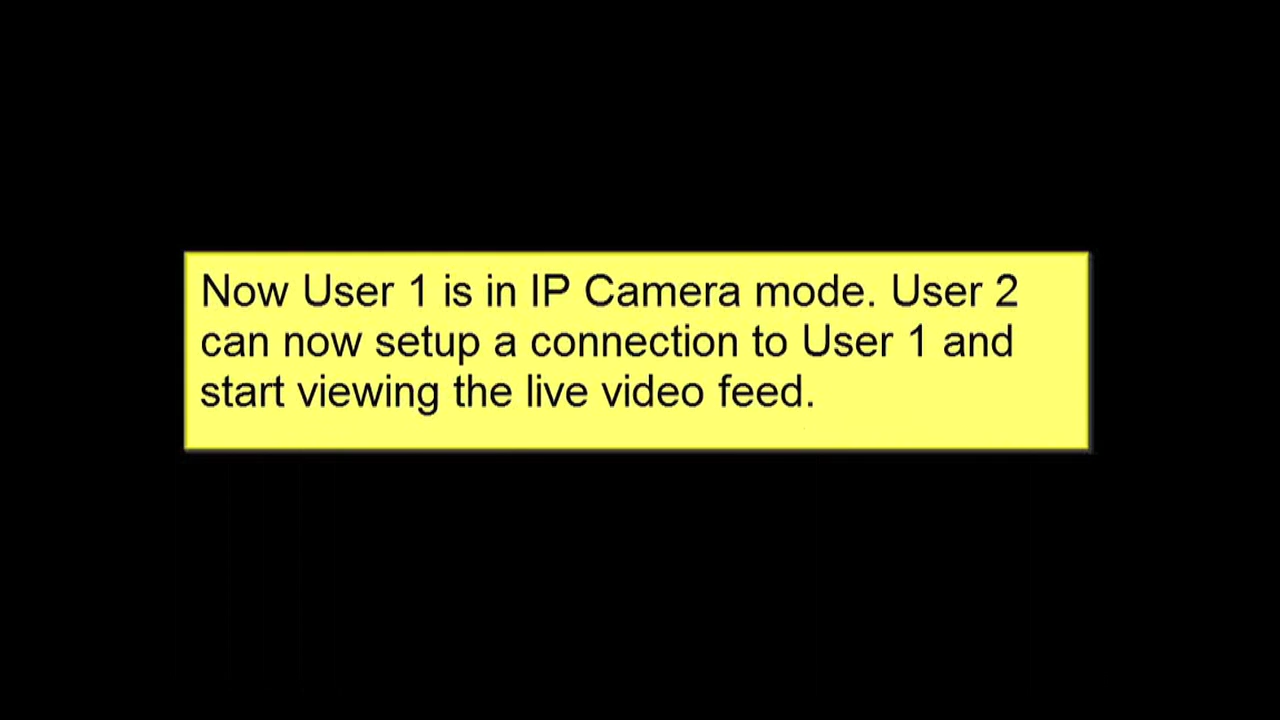 Now User 1 is in IP Camera mode. User 2
can now setup a connection to User 1 and
start viewing the live video feed.